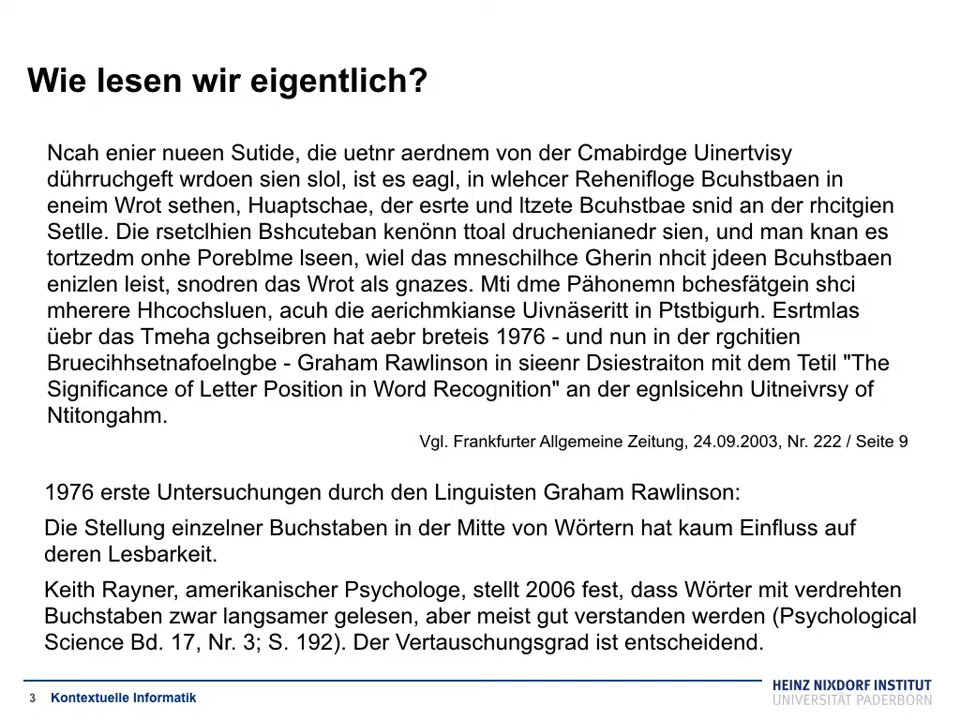 Wie lesen wir eigentlich?
Ncah enier nueen Sutide, die uetnr aerdnem von der Cmabirdge Uinertvisy
dührruchgeft wrdoen sien slol, ist es eagl, in wlehcer Rehenifloge Bcuhstbaen in
eneim Wrot sethen, Huaptschae, der esrte und ltzete Bcuhstbae snid an der rhcitgien
Setlle. Die rsetclhien Bshcuteban kenönn ttoal druchenianedr sien, und man knan es
tortzedm onhe Poreblme lseen, wiel das mneschilhce Gherin nhcit jdeen Bcuhstbaen
enizlen leist, snodren das Wrot als gnazes. Mti dme Pähonemn bchesfätgein shci
mherere Hhcochsluen, acuh die aerichmkianse Uivnäseritt in Ptstbigurh. Esrtmlas
üebr das Tmeha gchseibren hat aebr breteis 1976 - und nun in der rgchitien
Bruecihhsetnafoelngbe - Graham Rawlinson in sieenr Dsiestraiton mit dem Tetil "The
Significance of Letter Position in Word Recognition" an der egnlsicehn Uitneivrsy of
Ntitongahm.
Vgl. Frankfurter Allgemeine Zeitung, 24.09.2003, Nr. 222 / Seite 9
1976 erste Untersuchungen durch den Linguisten Graham Rawlinson:
Die Stellung einzelner Buchstaben in der Mitte von Wörtern hat kaum Einfluss auf
deren Lesbarkeit.
Keith Rayner, amerikanischer Psychologe, stellt 2006 fest, dass Wörter mit verdrehten
Buchstaben zwar langsamer gelesen, aber meist gut verstanden werden (Psychological
Science Bd. 17, Nr. 3; S. 192). Der Vertauschungsgrad ist entscheidend.
3 Kontextuelle Informatik
HEINZ NIXDORF INSTITUT
UNIVERSITÄT PADERBORN